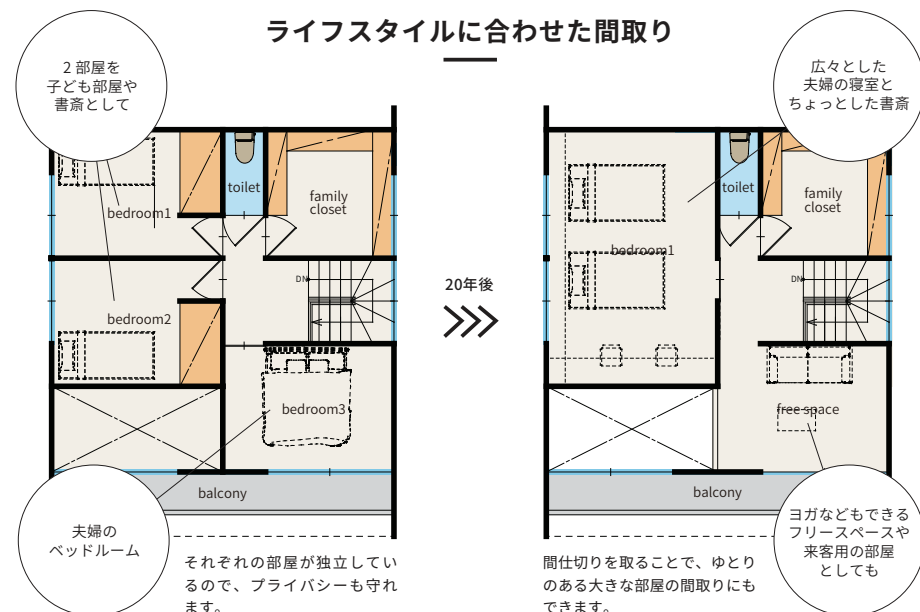 ライフスタイルに合わせた間取り
2 部屋を
子ども部屋や
書斎として
toilet
family
closet
bedroom1
DN
bedroom2
bedroom3
balcony
夫婦の
ベッドルーム
それぞれの部屋が独立してい
るので、プライバシーも守れ
ます。
20年後
広々とした
夫婦の寝室と
ちょっとした書斎
toilet
family
closet
bedroom1
DN
free space
balcony
ヨガなどもできる
フリースペースや
来客用の部屋
としても
間仕切りを取ることで、ゆとり
のある大きな部屋の間取りにも
できます。